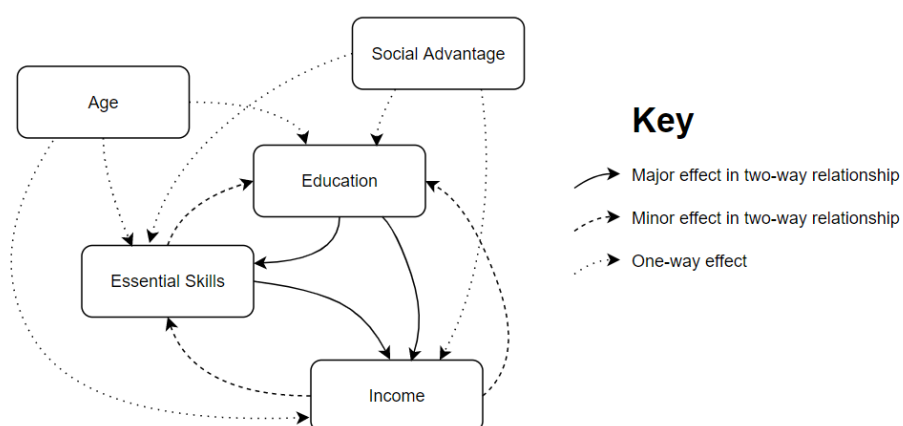 Social Advantage
Age
Key
Education
Major effect in two-way relationship
Minor effect in two-way relationship
One-way effect
Essential Skills
Income